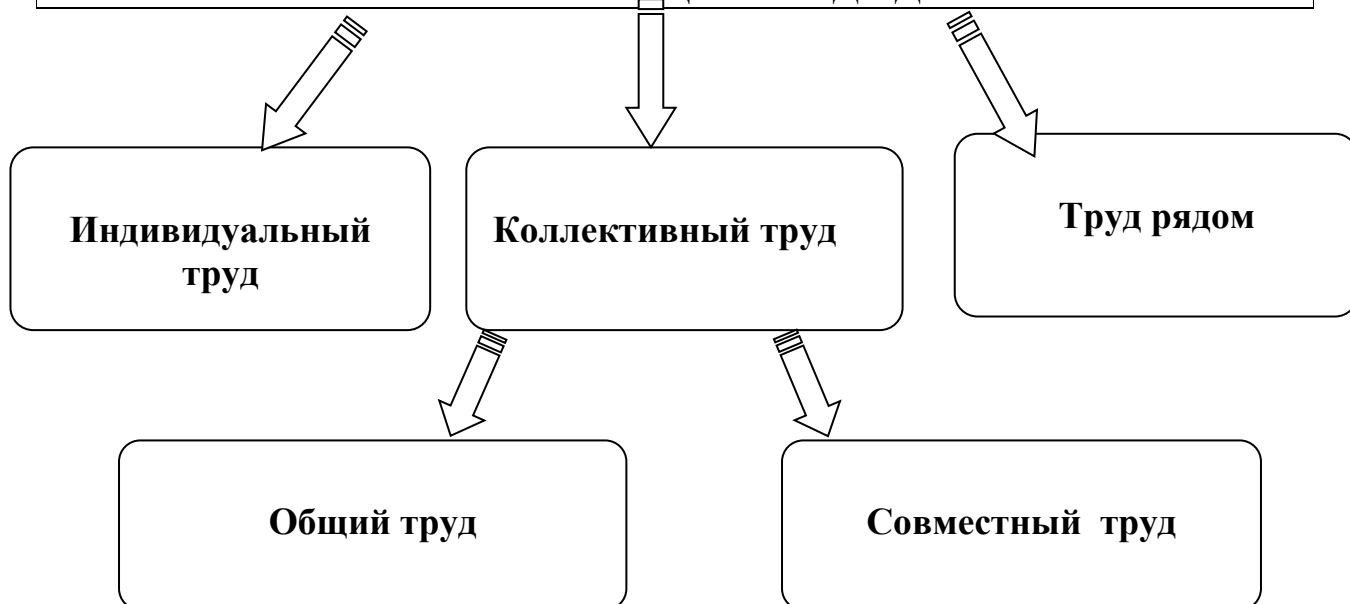 Индивидуальный
труд
Коллективный труд
Труд рядом
Общий труд
Совместный труд